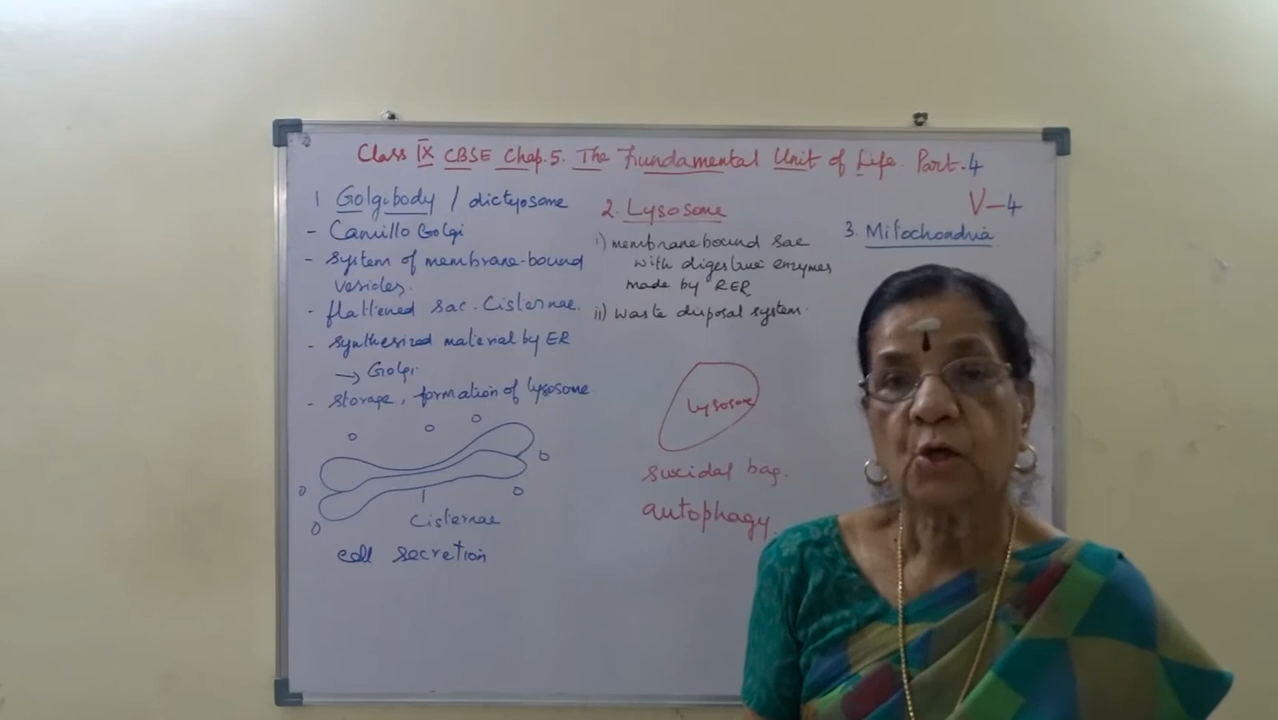 Class IX CBSE Chap.5. The Fundamental Unit of Life. Part.4
V-4
1 Golgibody / dictyosome
- Camillo Golgi
- system of membrane-bound
vesicles.
- flattened sac. Cisternae.
- synthesized material by ER
→ Golgi
- storage, formation of lysosome
Cisternae
cell secretion
2. Lysosome
i) membrane bound sac
with digestive enzymes
made by RER
ii) waste disposal system.
Lysosome
suicidal bag.
autophagy.
3. Mitochondria